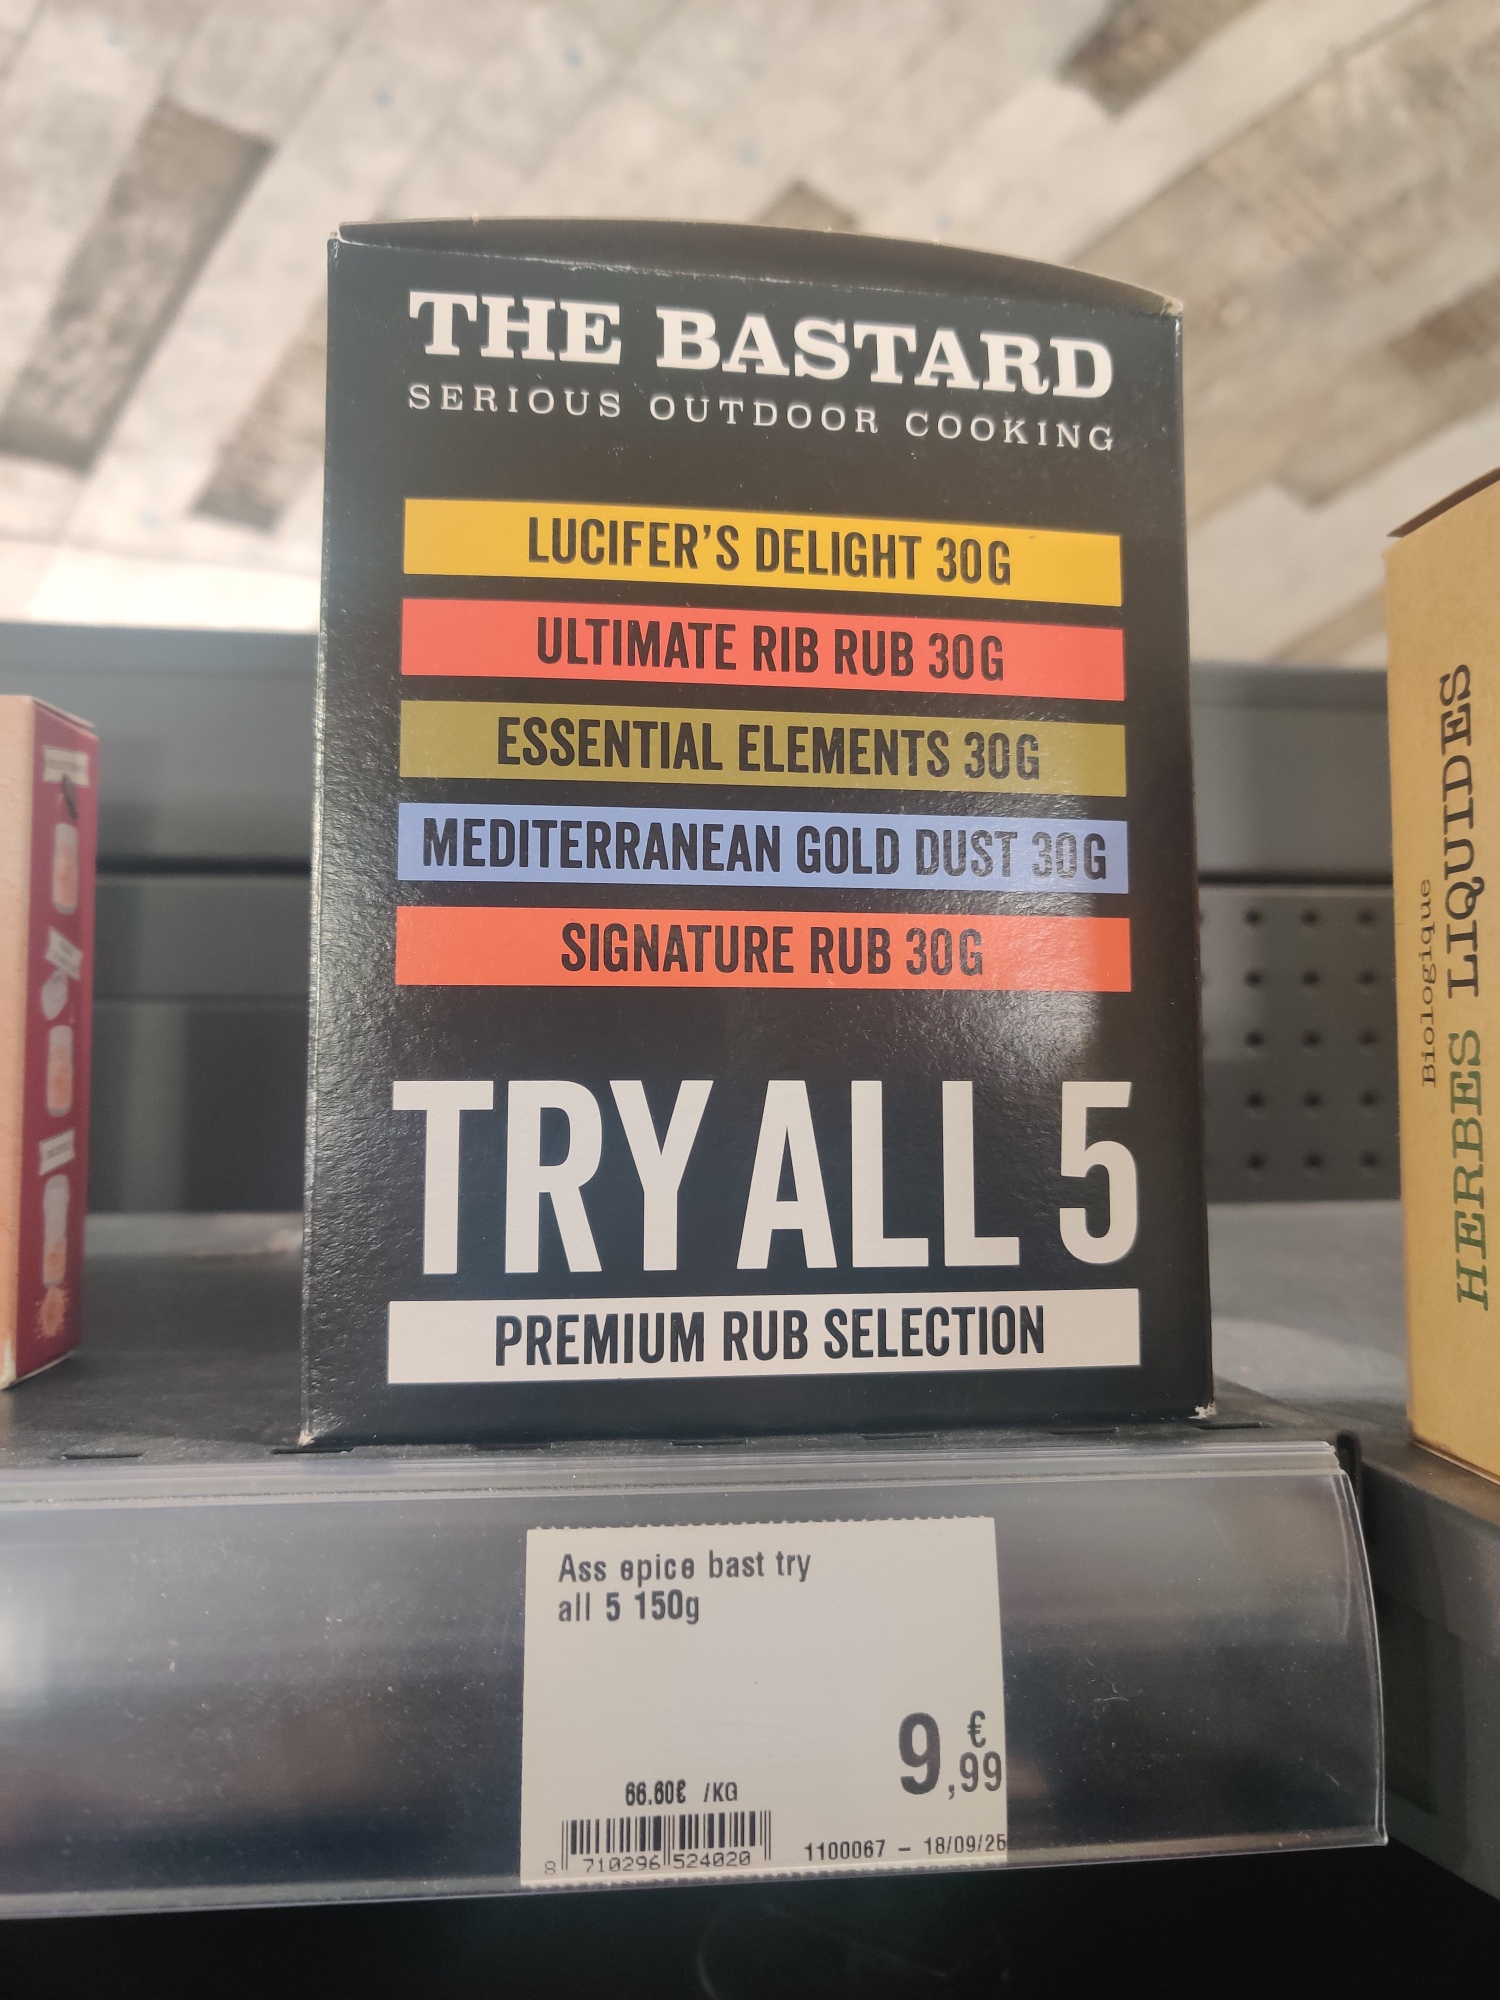 THE BASTARD
SERIOUS OUTDOOR COOKING
LUCIFER'S DELIGHT 30G
ULTIMATE RIB RUB 30G
ESSENTIAL ELEMENTS 30G
MEDITERRANEAN GOLD DUST 30G
SIGNATURE RUB 30G
TRY ALL 5
PREMIUM RUB SELECTION
Biologique
HERBES LIQUIDES
Ass epice bast try
all 5 150g
9,99 €
66.60€ /KG
8 710296 524020
1100067 - 18/09/25